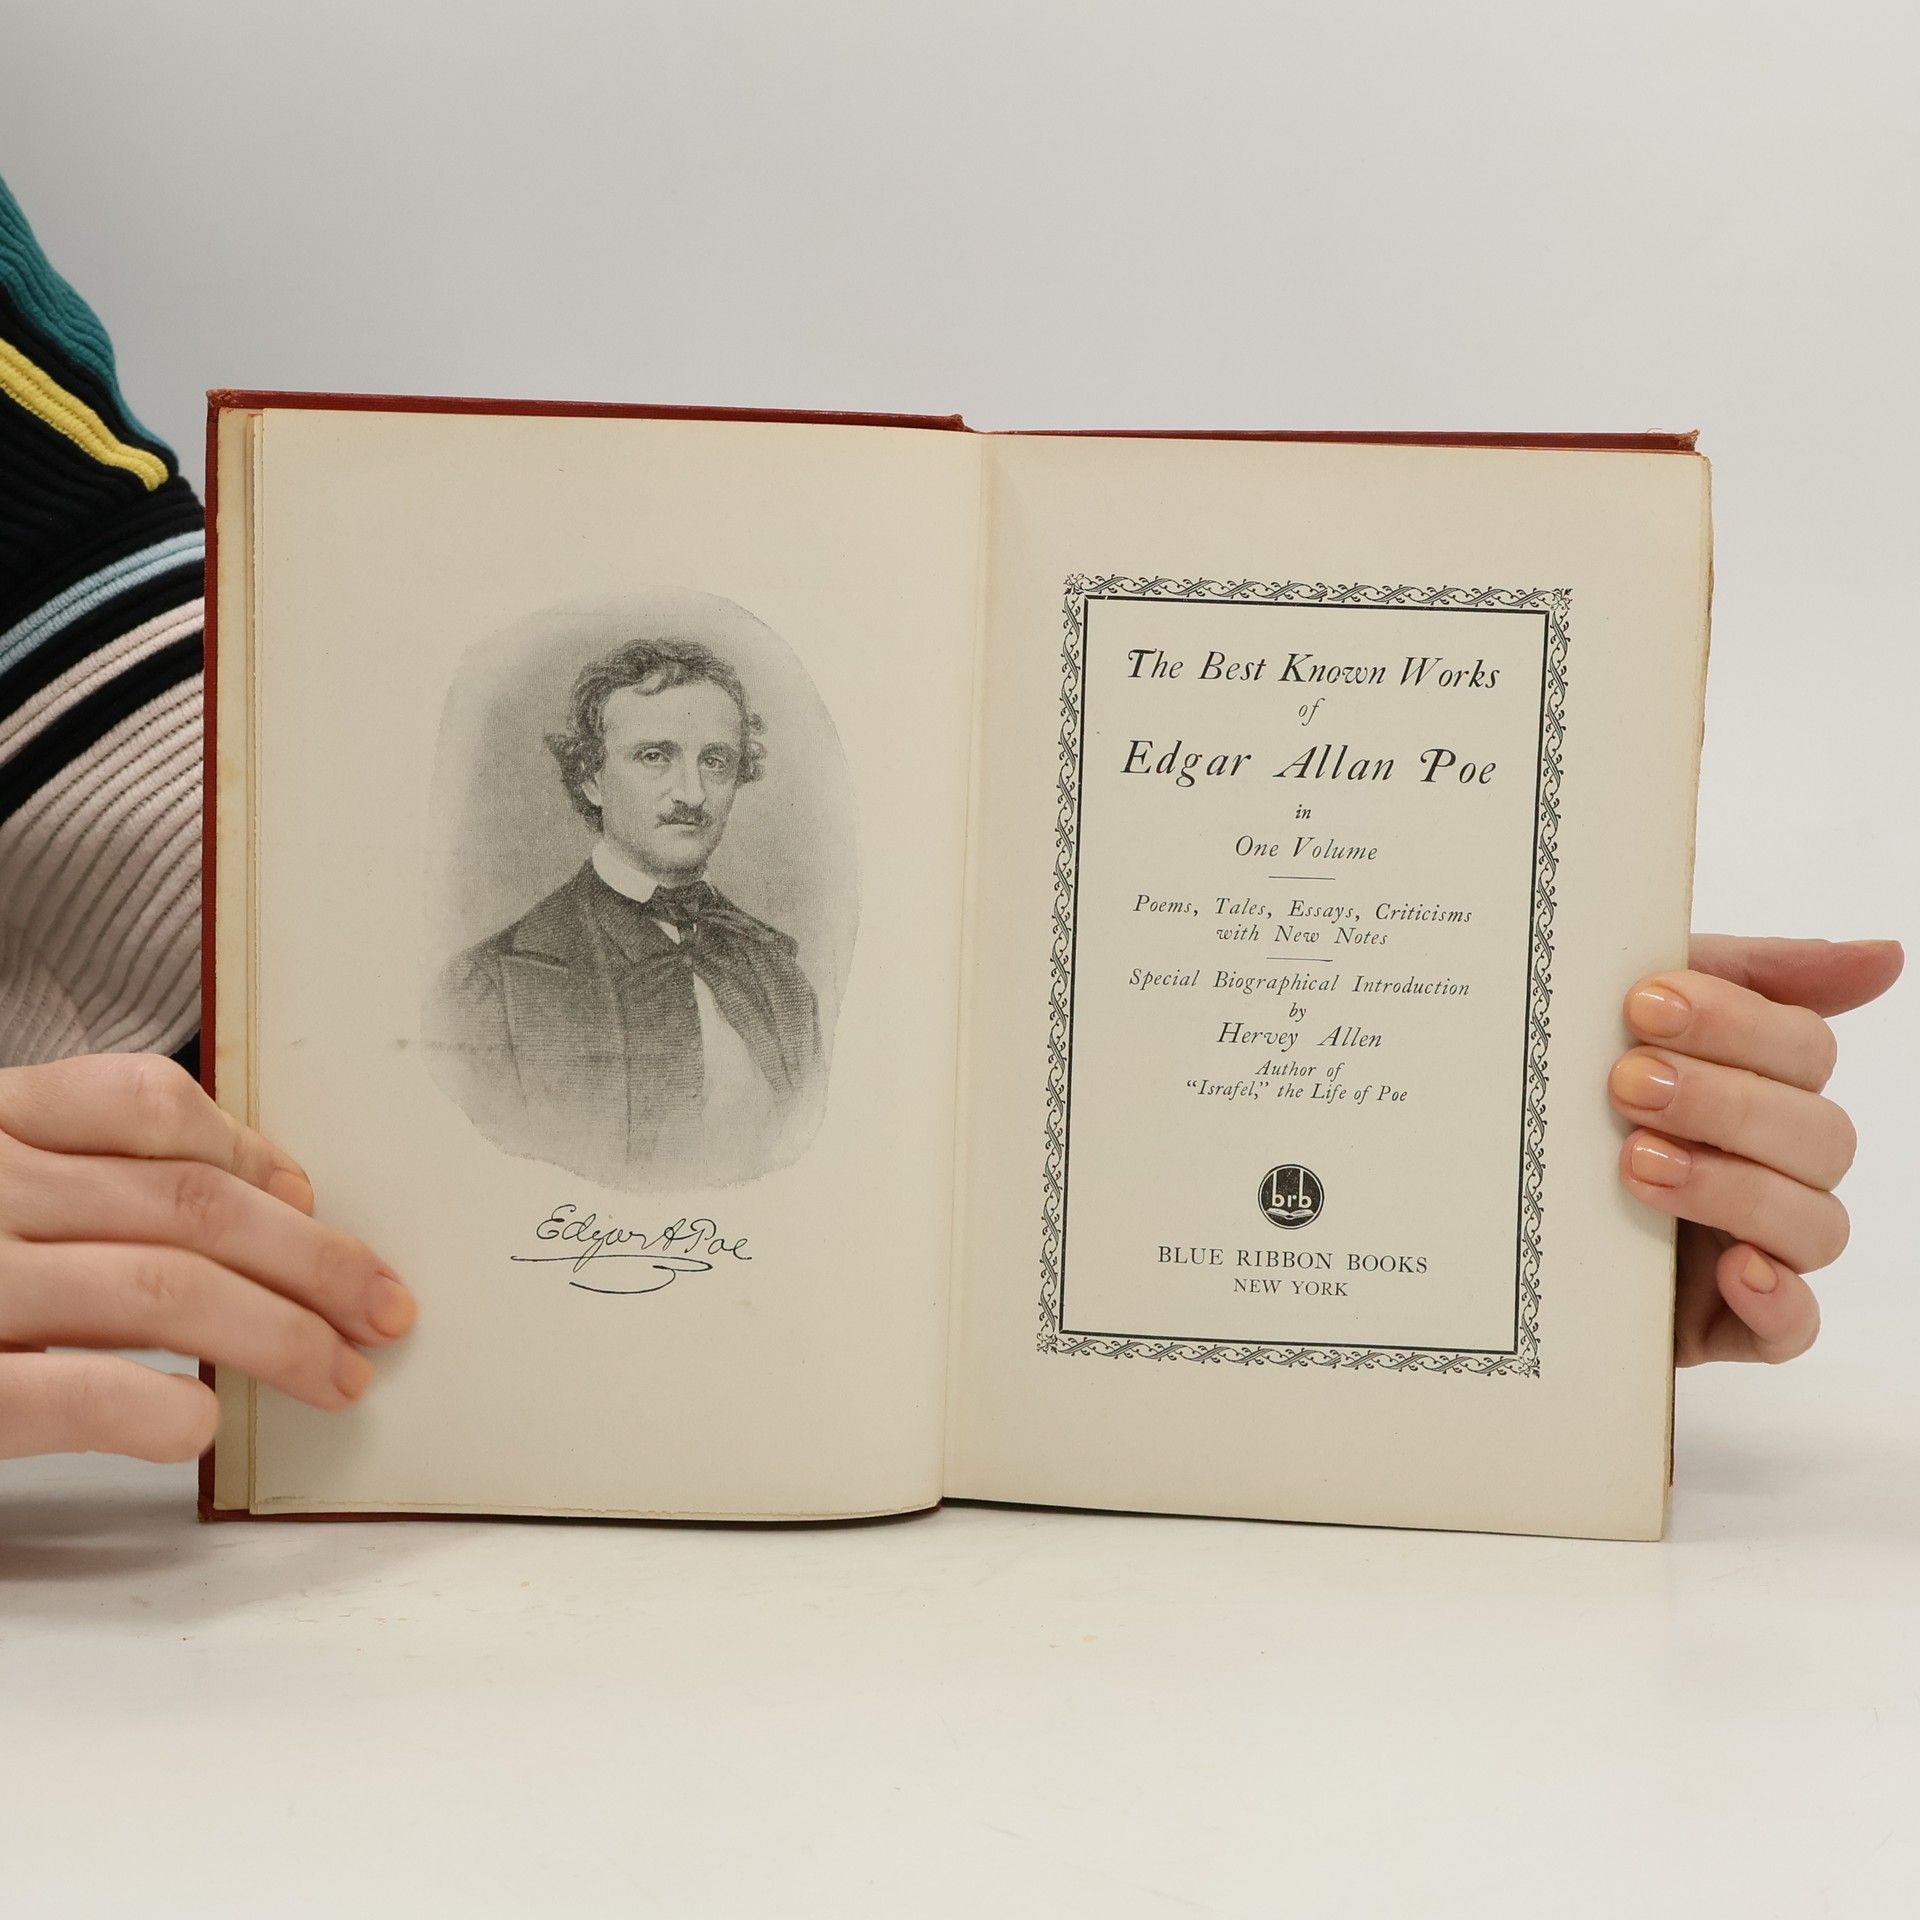 Edgar A Poe
The Best Known Works
of
Edgar Allan Poe
in
One Volume
Poems, Tales, Essays, Criticisms
with New Notes
Special Biographical Introduction
by
Hervey Allen
Author of
“Israfel,” the Life of Poe
brb
BLUE RIBBON BOOKS
NEW YORK